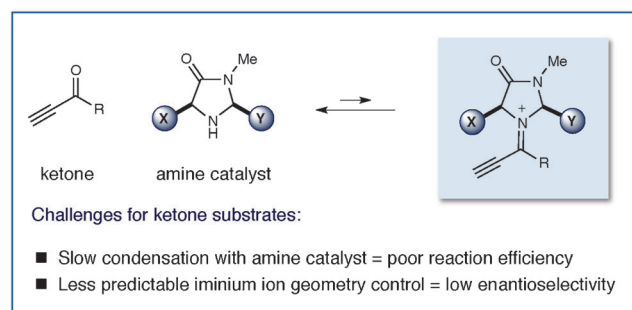 O
R
ketone
O
N
Me
X
N
H
Y
amine catalyst
O
N
Me
X
+
N
Y
R
Challenges for ketone substrates:
■ Slow condensation with amine catalyst = poor reaction efficiency
■ Less predictable iminium ion geometry control = low enantioselectivity